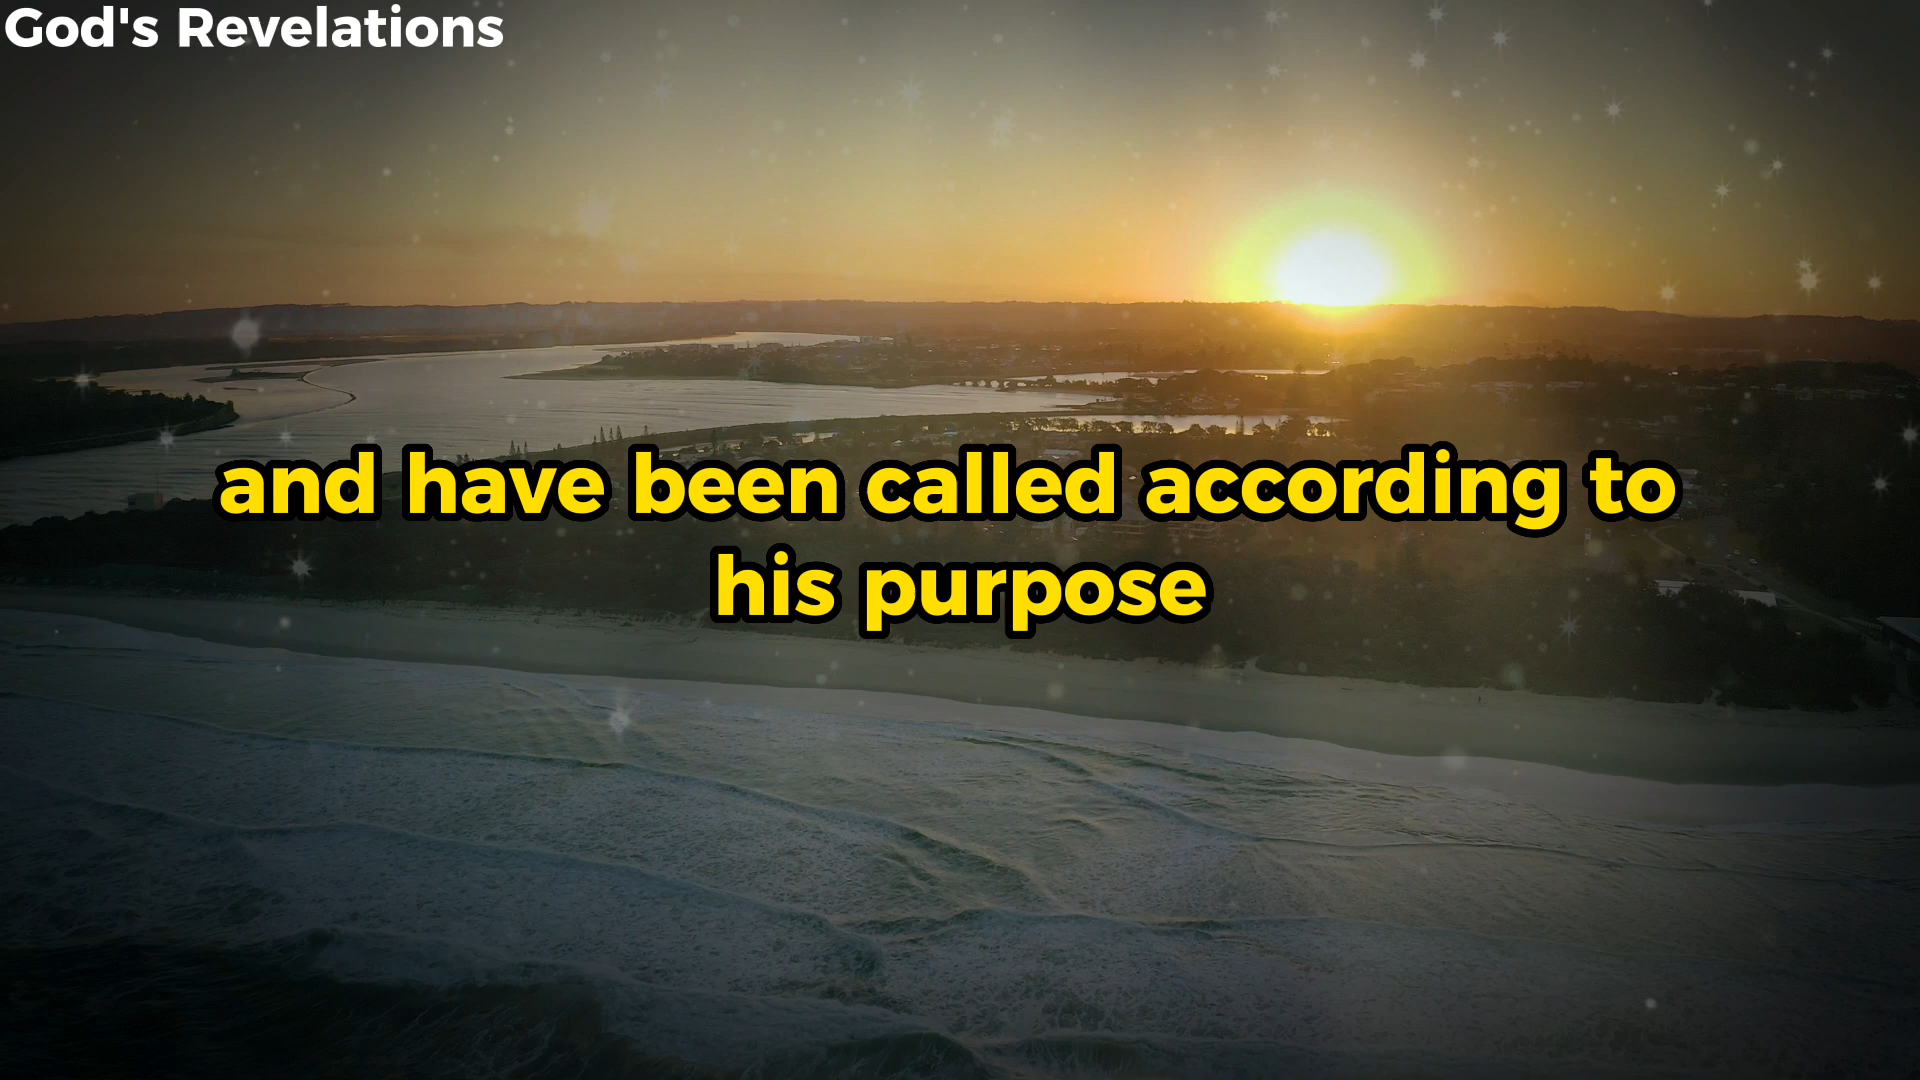 God's Revelations
and have been called according to
his purpose